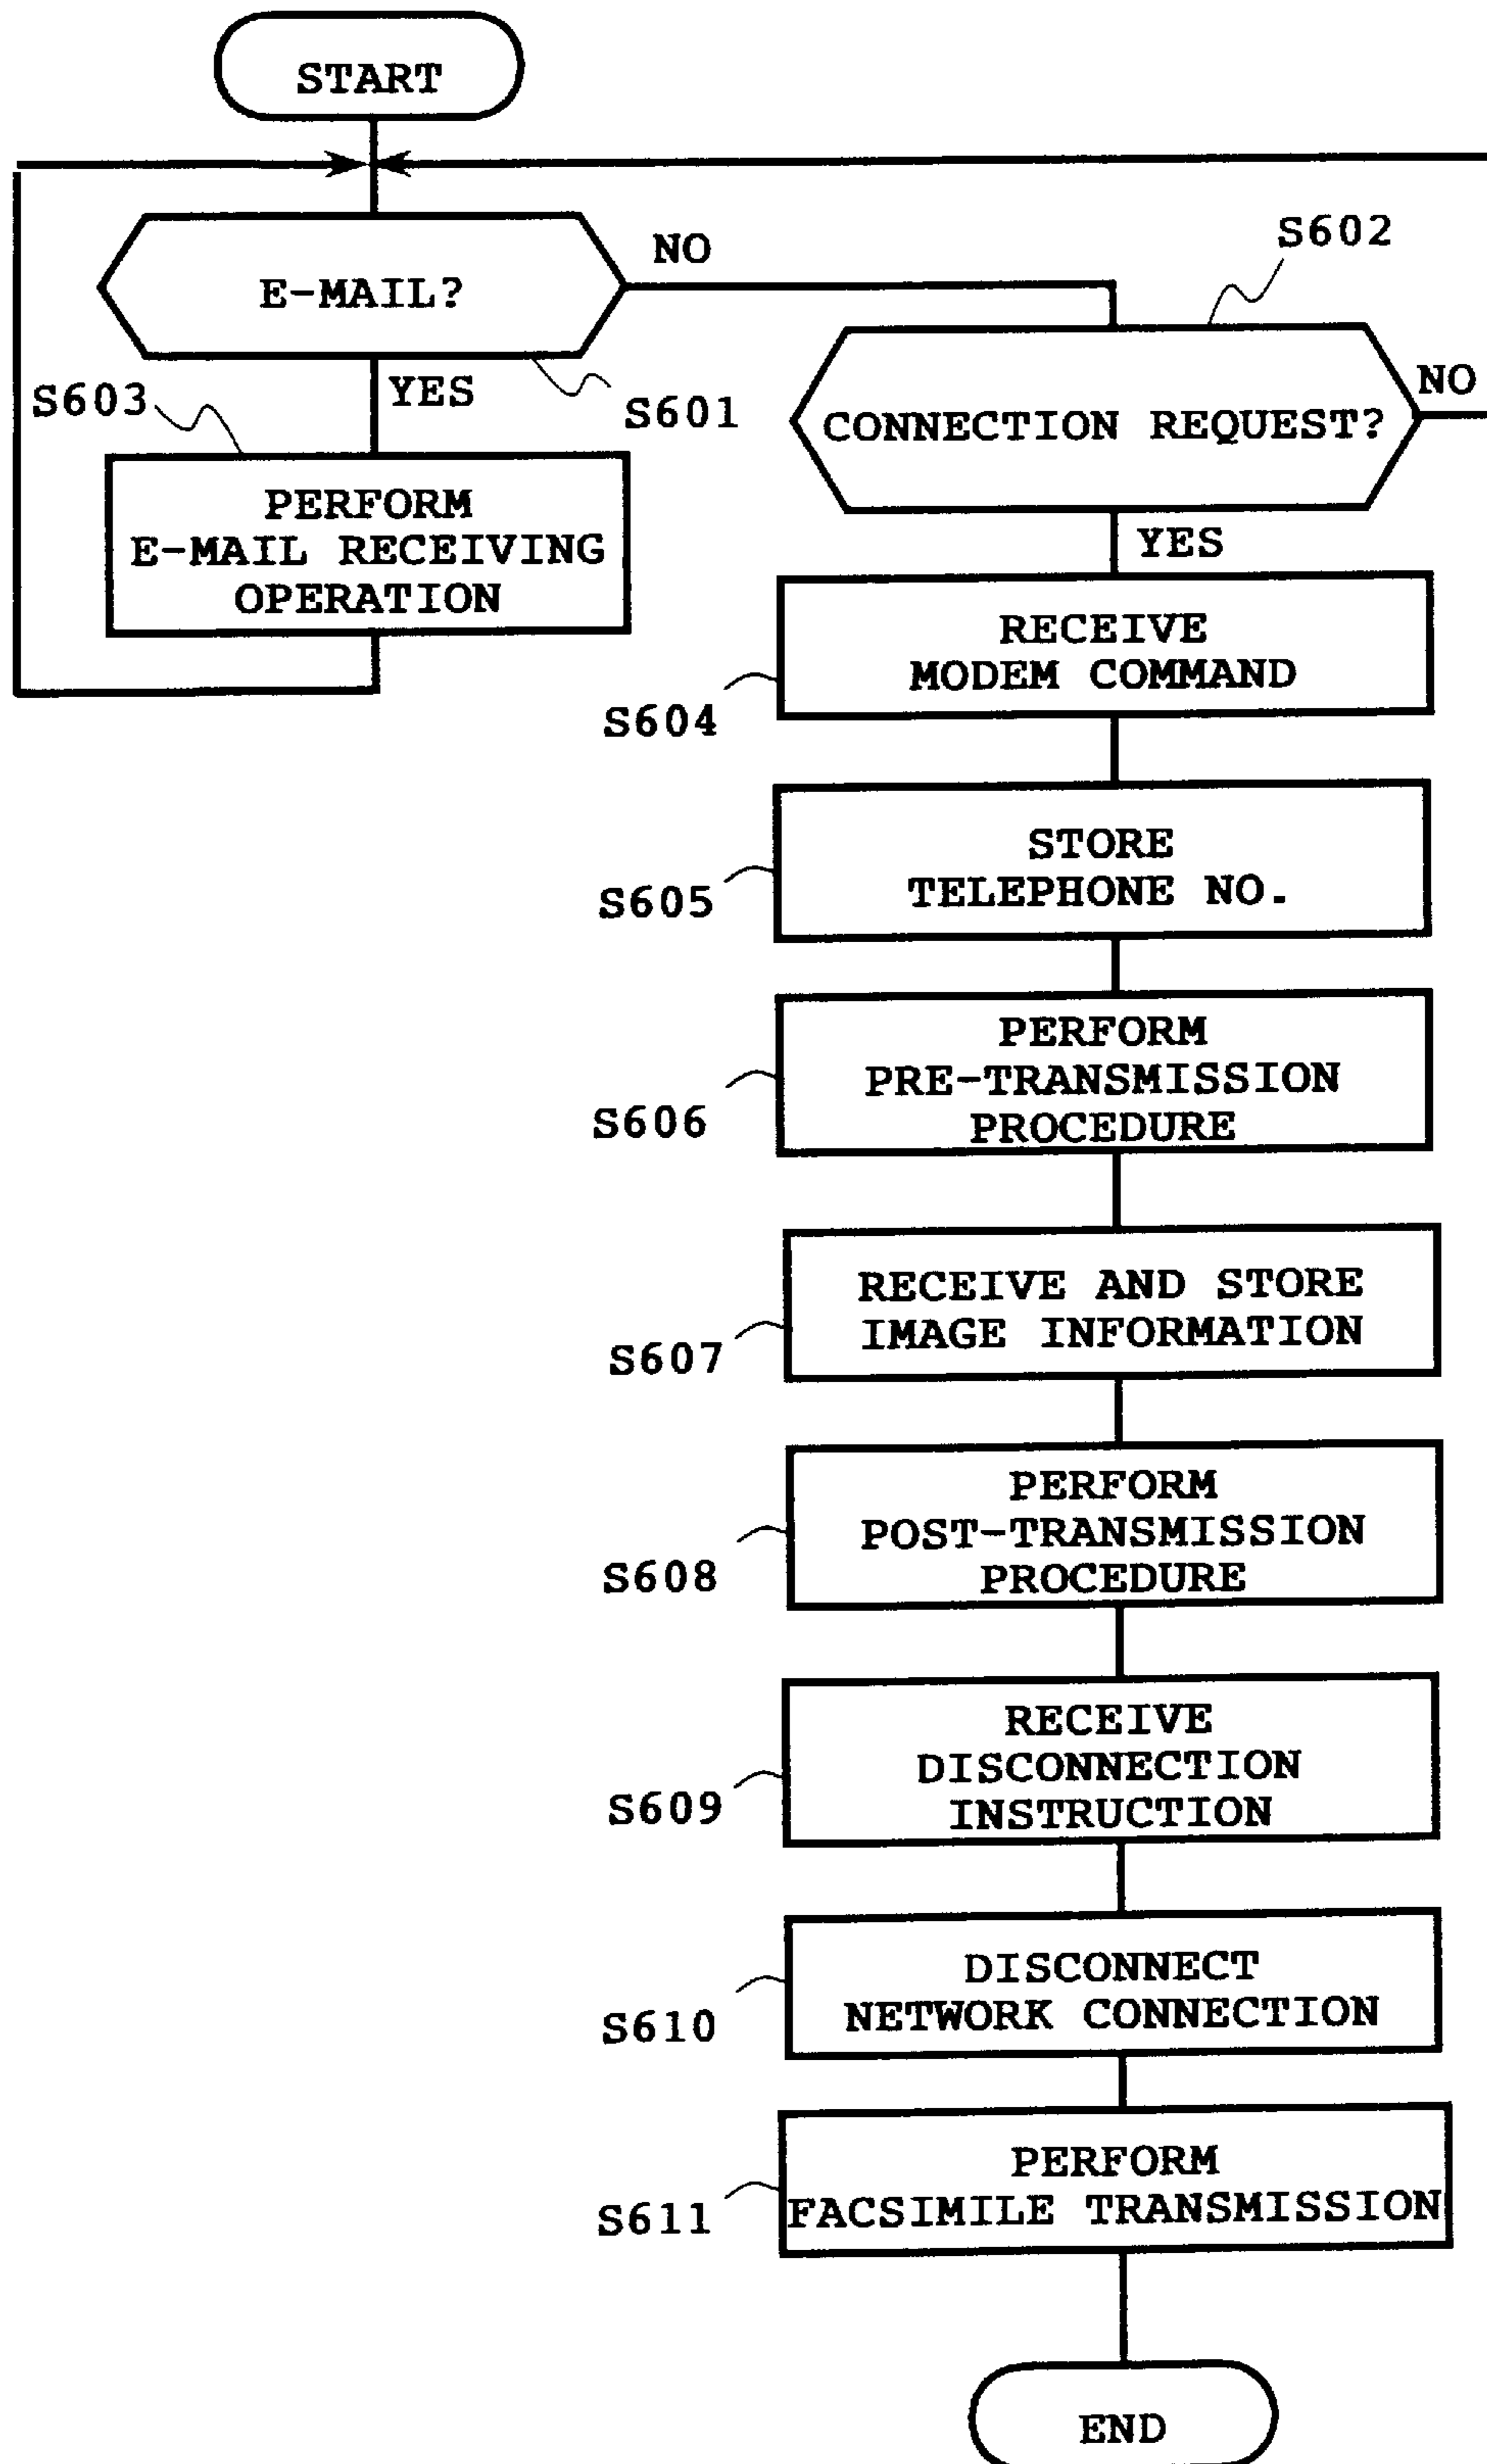 START
E-MAIL?
NO
S602
YES
S603
S601
CONNECTION REQUEST?
NO
PERFORM
E-MAIL RECEIVING
OPERATION
YES
RECEIVE
MODEM COMMAND
S604
STORE
TELEPHONE NO.
S605
PERFORM
PRE-TRANSMISSION
PROCEDURE
S606
RECEIVE AND STORE
IMAGE INFORMATION
S607
PERFORM
POST-TRANSMISSION
PROCEDURE
S608
RECEIVE
DISCONNECTION
INSTRUCTION
S609
DISCONNECT
NETWORK CONNECTION
S610
PERFORM
FACSIMILE TRANSMISSION
S611
END